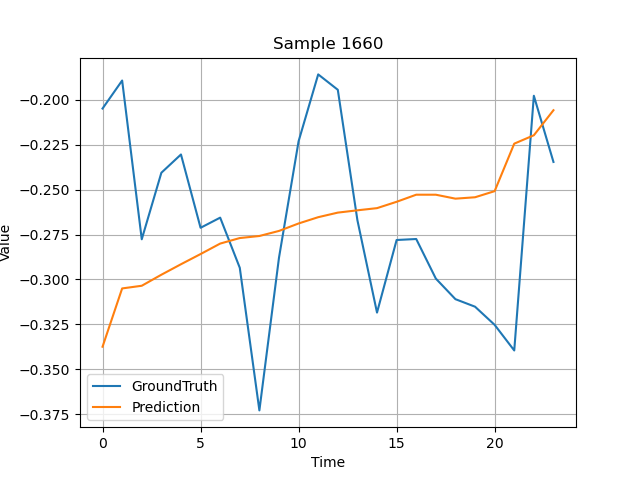 Sample 1660
−0.200
−0.225
−0.250
−0.275
−0.300
−0.325
−0.350
−0.375
Value
GroundTruth
Prediction
0 5 10 15 20
Time